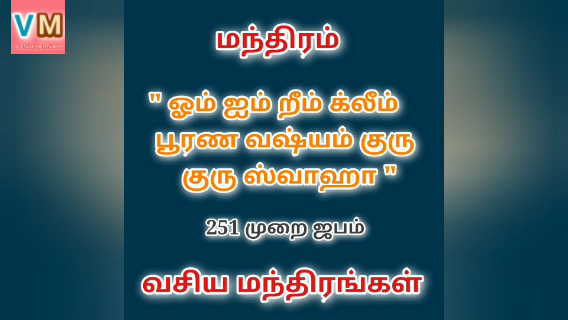 VM
மந்திரம்
" ஓம் ஐம் றீம் க்லீம்
பூரண வஷ்யம் குரு
குரு ஸ்வாஹா "
251 முறை ஜபம்
வசிய மந்திரங்கள்